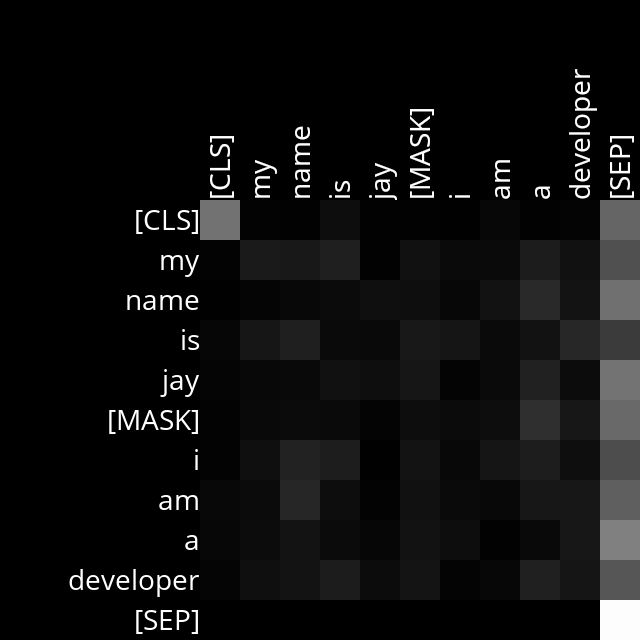 [CLS] my name is jay [MASK] i am a developer [SEP]
[CLS]
my
name
is
jay
[MASK]
i
am
a
developer
[SEP]